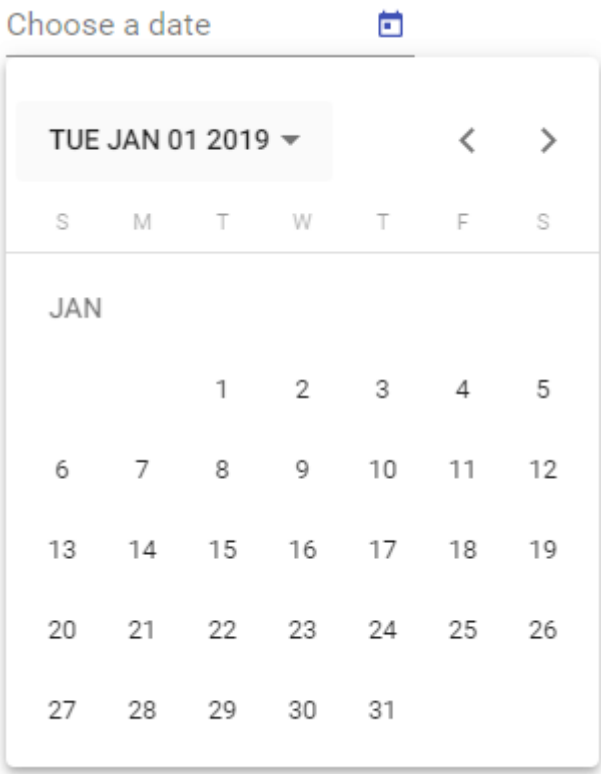 Choose a date
TUE JAN 01 2019
S M T W T F S
JAN
1 2 3 4 5
6 7 8 9 10 11 12
13 14 15 16 17 18 19
20 21 22 23 24 25 26
27 28 29 30 31